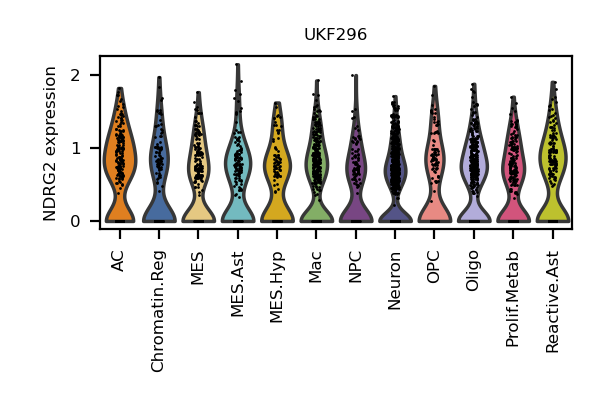 UKF296
NDRG2 expression
2
1
0
AC
Chromatin.Reg
MES
MES.Ast
MES.Hyp
Mac
NPC
Neuron
OPC
Oligo
Prolif.Metab
Reactive.Ast